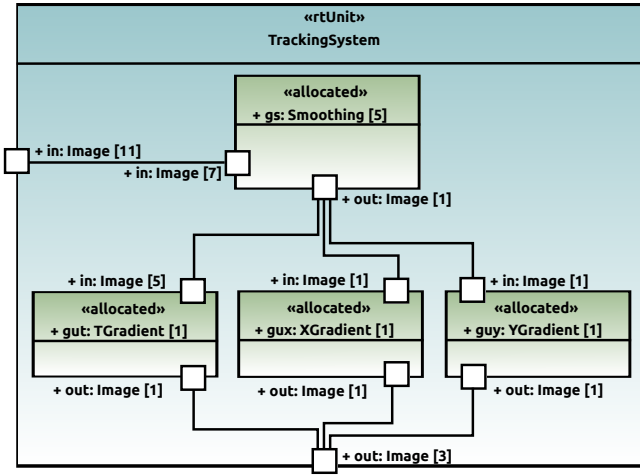 «rtUnit»
TrackingSystem
«allocated»
+ gs: Smoothing [5]
+ in: Image [11]
+ in: Image [7]
+ out: Image [1]
+ in: Image [5]
+ in: Image [1]
+ in: Image [1]
«allocated»
+ gut: TGradient [1]
«allocated»
+ gux: XGradient [1]
«allocated»
+ guy: YGradient [1]
+ out: Image [1]
+ out: Image [1]
+ out: Image [1]
+ out: Image [3]